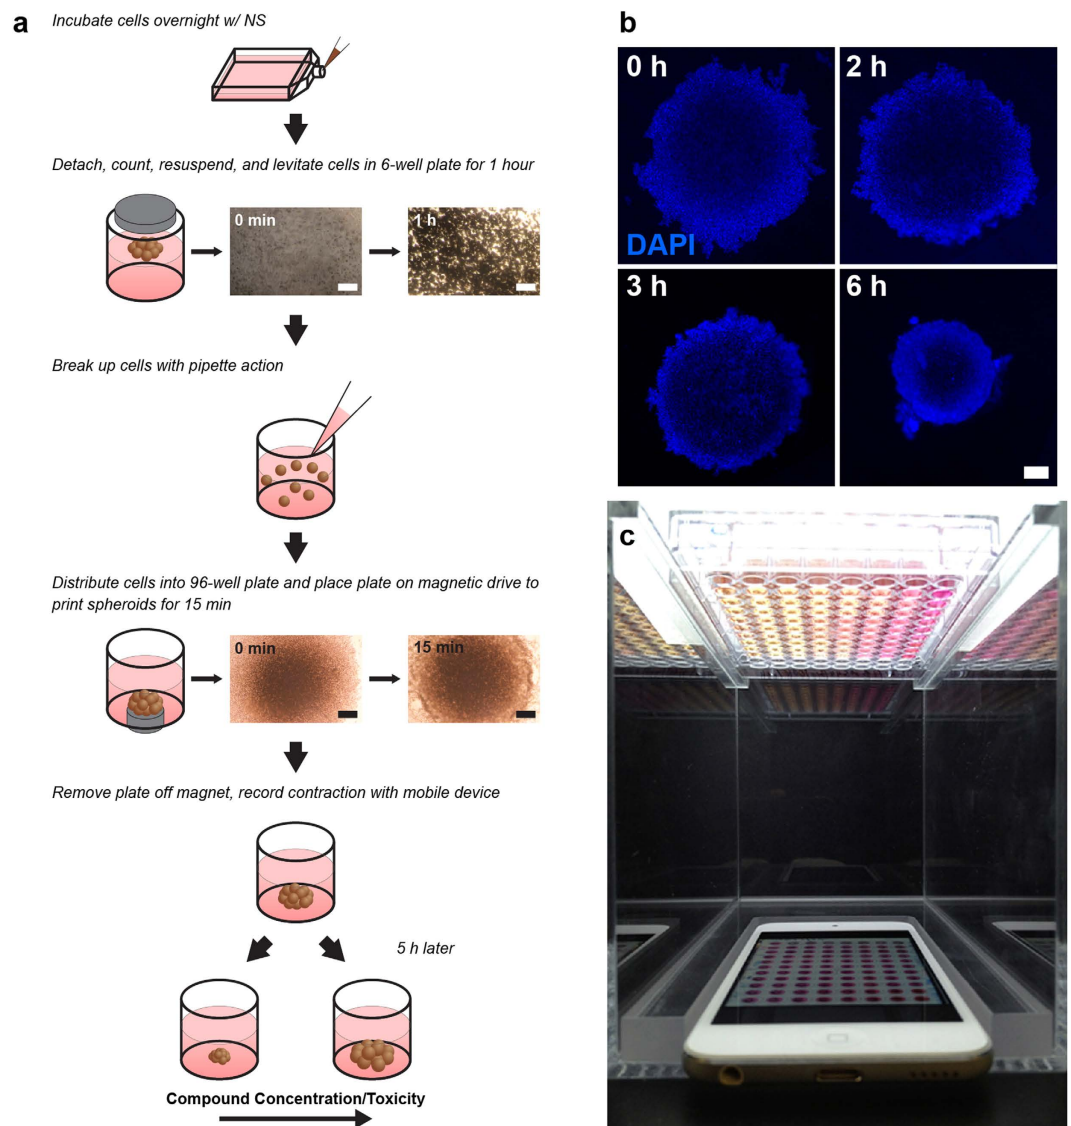 a
Incubate cells overnight w/ NS
Detach, count, resuspend, and levitate cells in 6-well plate for 1 hour
0 min
1 h
Break up cells with pipette action
Distribute cells into 96-well plate and place plate on magnetic drive to
print spheroids for 15 min
0 min
15 min
Remove plate off magnet, record contraction with mobile device
5 h later
Compound Concentration/Toxicity
b
0 h
2 h
DAPI
3 h
6 h
c